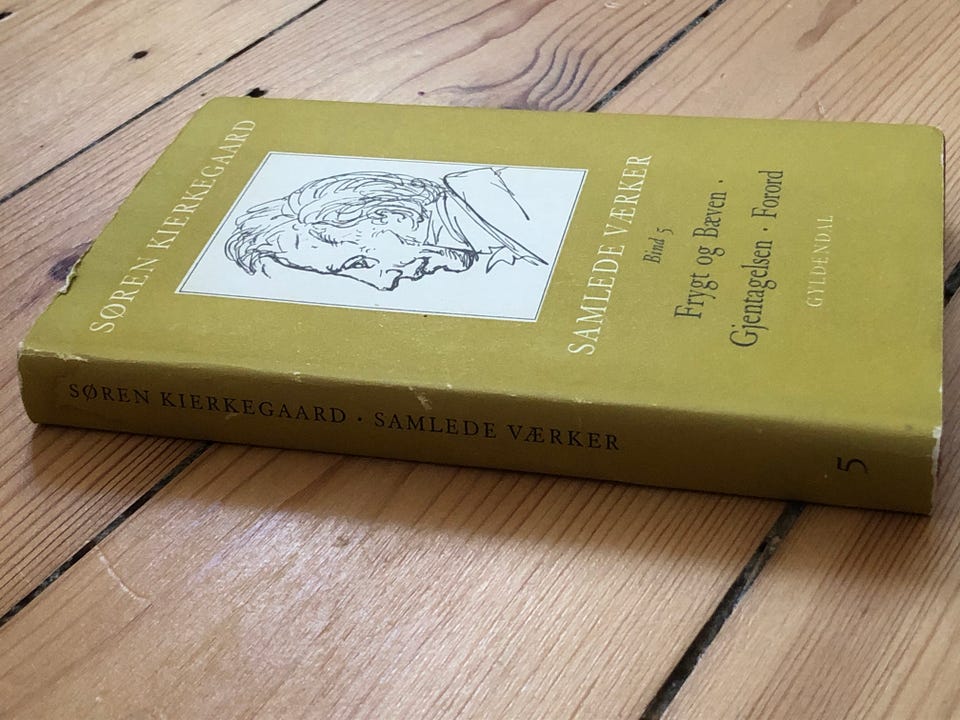 SØREN KIERKEGAARD
SAMLEDE VÆRKER
Bind 5
Frygt og Bæven ·
Gjentagelsen · Forord
GYLDENDAL
SØREN KIERKEGAARD · SAMLEDE VÆRKER
5